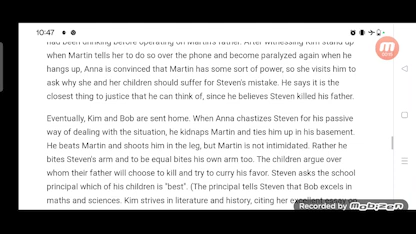 10:47
had been drinking before operating on Martin's father. After witnessing Kim stand up
when Martin tells her to do so over the phone and become paralyzed again when he
hangs up, Anna is convinced that Martin has some sort of power, so she visits him to
ask why she and her children should suffer for Steven's mistake. He says it is the
closest thing to justice that he can think of, since he believes Steven killed his father.
Eventually, Kim and Bob are sent home. When Anna chastizes Steven for his passive
way of dealing with the situation, he kidnaps Martin and ties him up in his basement.
He beats Martin and shoots him in the leg, but Martin is not intimidated. Rather he
bites Steven's arm and to be equal bites his own arm too. The children argue over
whom their father will choose to kill and try to curry his favor. Steven asks the school
principal which of his children is "best". (The principal tells Steven that Bob excels in
maths and sciences. Kim strives in literature and history, citing her excellent essay on
Recorded by Mobizen